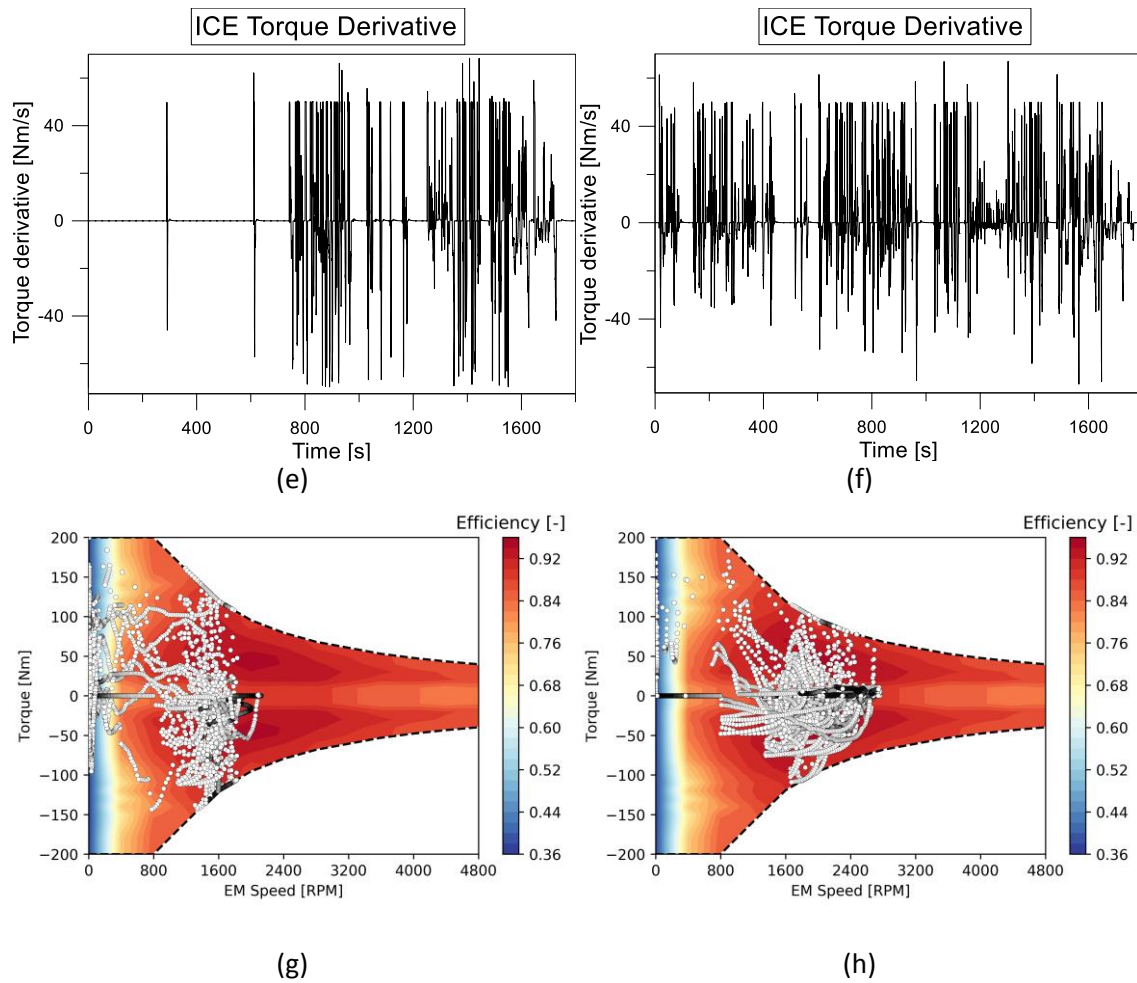 ICE Torque Derivative
Torque derivative [Nm/s]
40
0
-40
0 400 800 1200 1600
Time [s]
(e)
ICE Torque Derivative
Torque derivative [Nm/s]
40
0
-40
0 400 800 1200 1600
Time [s]
(f)
Efficiency [-]
Torque [Nm]
200
150
100
50
0
−50
−100
−150
−200
0 800 1600 2400 3200 4000 4800
EM Speed [RPM]
0.92
0.84
0.76
0.68
0.60
0.52
0.44
0.36
(g)
Efficiency [-]
Torque [Nm]
200
150
100
50
0
−50
−100
−150
−200
0 800 1600 2400 3200 4000 4800
EM Speed [RPM]
0.92
0.84
0.76
0.68
0.60
0.52
0.44
0.36
(h)